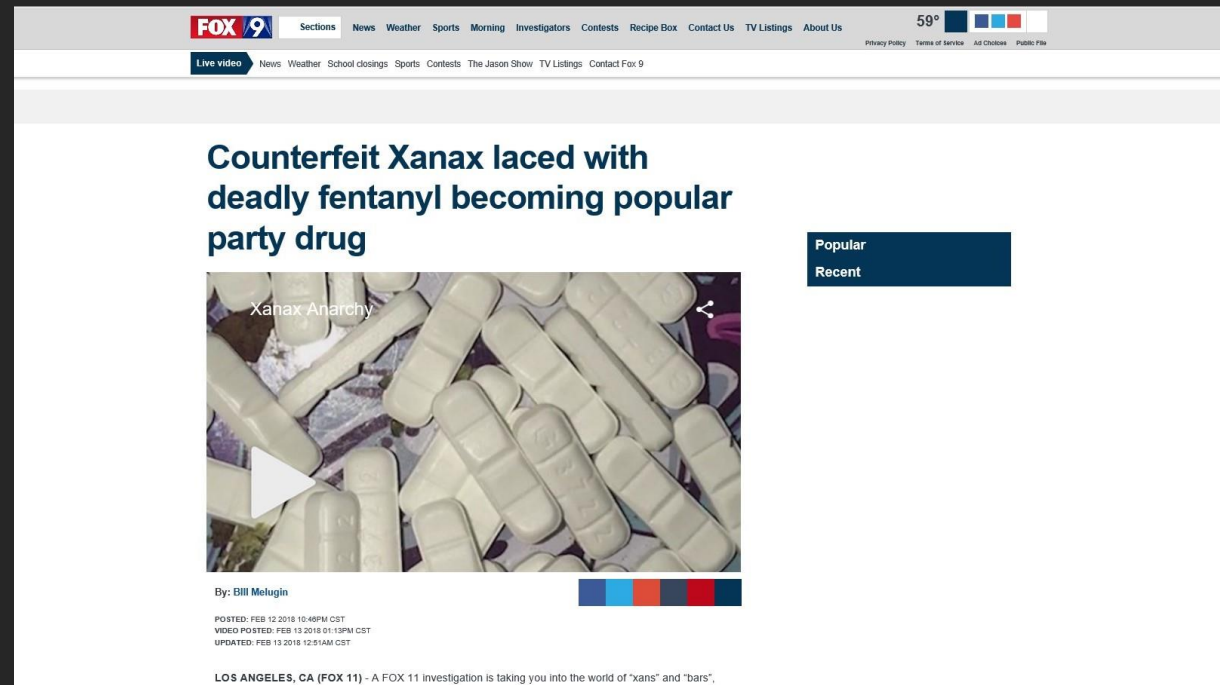 FOX 9
Sections News Weather Sports Morning Investigators Contests Recipe Box Contact Us TV Listings About Us
59°
Privacy Policy Terms of Service Ad Choices Public File
Live video News Weather School closings Sports Contests The Jason Show TV Listings Contact Fox 9
Counterfeit Xanax laced with
deadly fentanyl becoming popular
party drug
Popular
Recent
Xanax Anarchy
By: Bill Melugin
POSTED: FEB 12 2018 10:46PM CST
VIDEO POSTED: FEB 13 2018 01:13PM CST
UPDATED: FEB 13 2018 12:51AM CST
LOS ANGELES, CA (FOX 11) - A FOX 11 investigation is taking you into the world of “xans” and “bars”,